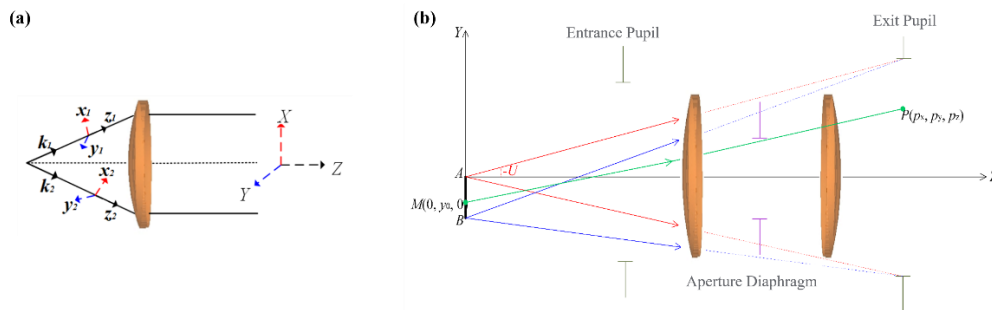 (a)
x1
z1
y1
k1
k2
x2
y2
z2
X
Y
Z
(b)
Y
Entrance Pupil
Exit Pupil
P(px, py, pz)
A
-U
M(0, y0, 0)
B
Aperture Diaphragm